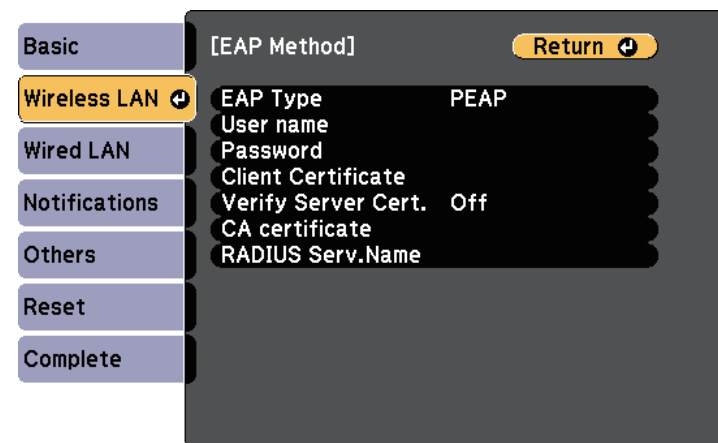 Basic
Wireless LAN
Wired LAN
Notifications
Others
Reset
Complete
[EAP Method] Return
EAP Type PEAP
User name
Password
Client Certificate
Verify Server Cert. Off
CA certificate
RADIUS Serv.Name